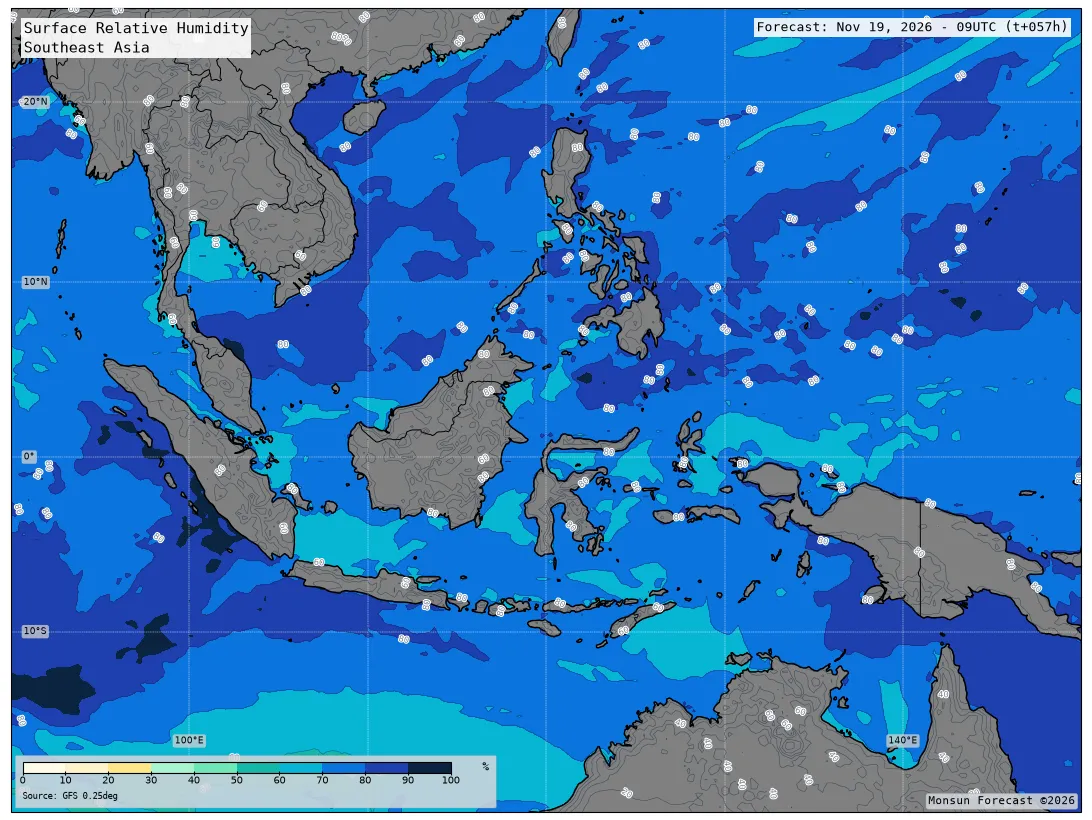 Surface Relative Humidity
Southeast Asia
Forecast: Nov 19, 2026 - 09UTC (t+057h)
20°N
10°N
0°
10°S
100°E
140°E
%
0 10 20 30 40 50 60 70 80 90 100
Source: GFS 0.25deg
Monsun Forecast ©2026